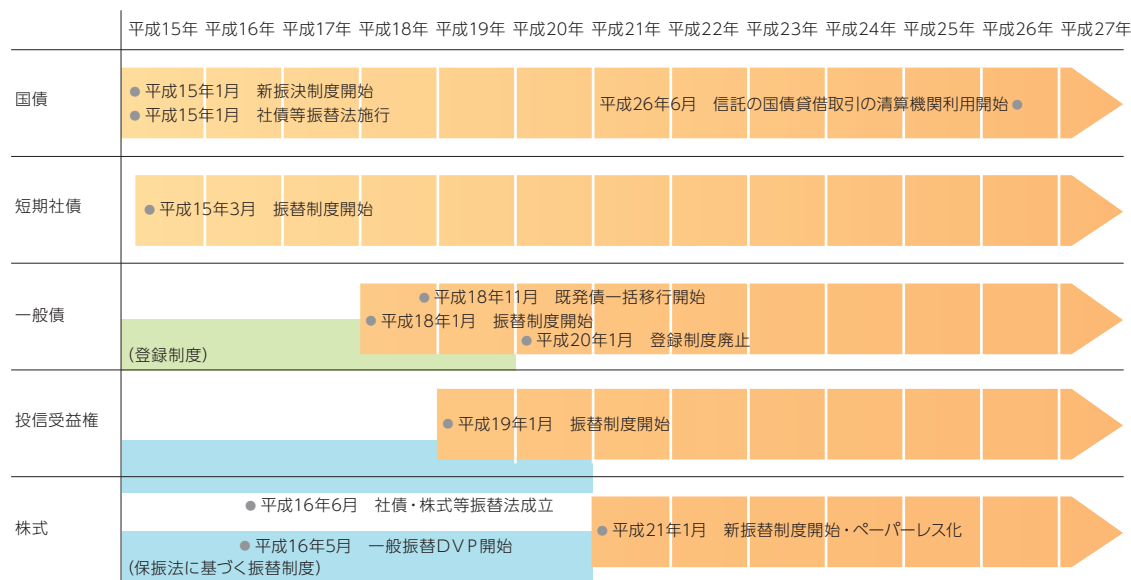 平成15年 平成16年 平成17年 平成18年 平成19年 平成20年 平成21年 平成22年 平成23年 平成24年 平成25年 平成26年 平成27年
国債
平成15年1月 新振決制度開始
平成15年1月 社債等振替法施行
平成26年6月 信託の国債貸借取引の清算機関利用開始
短期社債
平成15年3月 振替制度開始
一般債
平成18年11月 既発債一括移行開始
平成18年1月 振替制度開始
平成20年1月 登録制度廃止
(登録制度)
投信受益権
平成19年1月 振替制度開始
株式
平成16年6月 社債・株式等振替法成立
平成21年1月 新振替制度開始・ペーパーレス化
平成16年5月 一般振替DVP開始
(保振法に基づく振替制度)